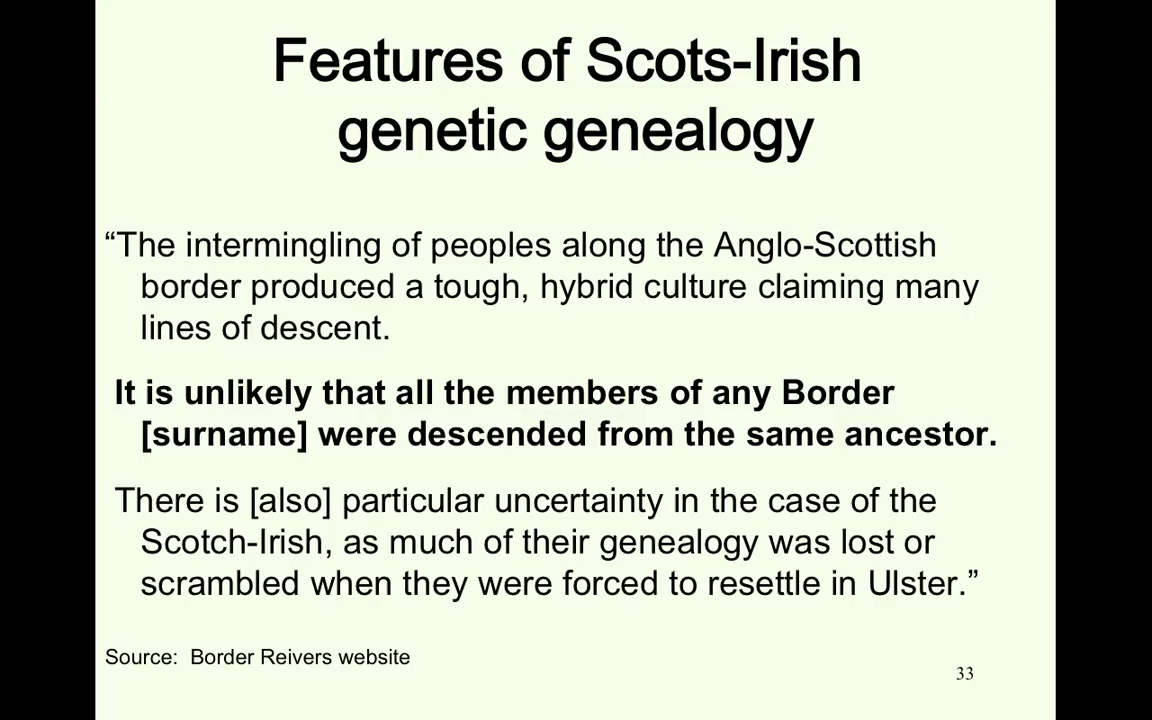 Features of Scots-Irish
genetic genealogy
“The intermingling of peoples along the Anglo-Scottish
border produced a tough, hybrid culture claiming many
lines of descent.
It is unlikely that all the members of any Border
[surname] were descended from the same ancestor.
There is [also] particular uncertainty in the case of the
Scotch-Irish, as much of their genealogy was lost or
scrambled when they were forced to resettle in Ulster.”
Source: Border Reivers website
33